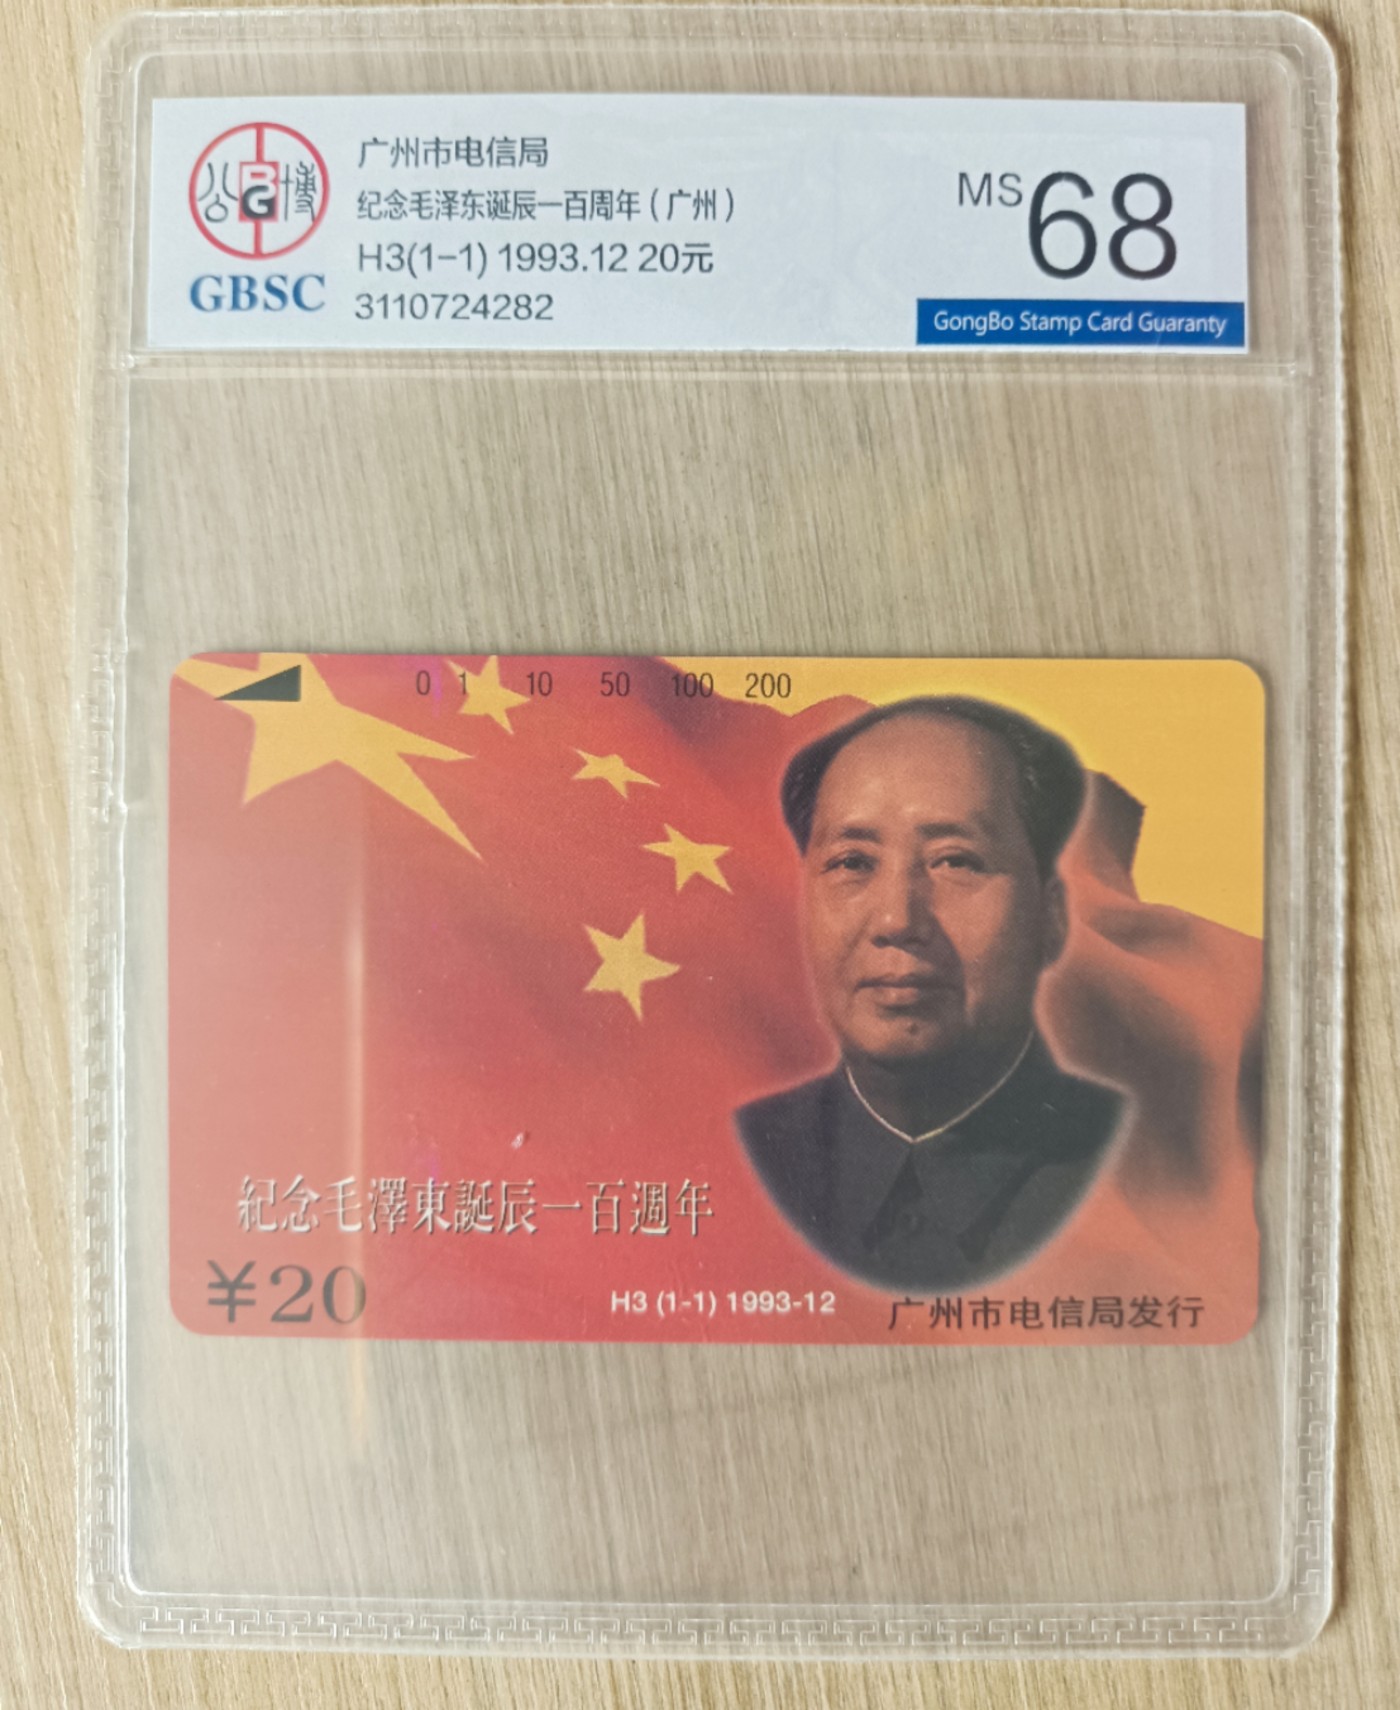 公博
BG
GBSC
广州市电信局
纪念毛泽东诞辰一百周年(广州)
H3(1-1) 1993.12 20元
3110724282
MS 68
GongBo Stamp Card Guaranty
0 1 10 50 100 200
紀念毛澤東誕辰一百週年
¥20
H3 (1-1) 1993-12
广州市电信局发行